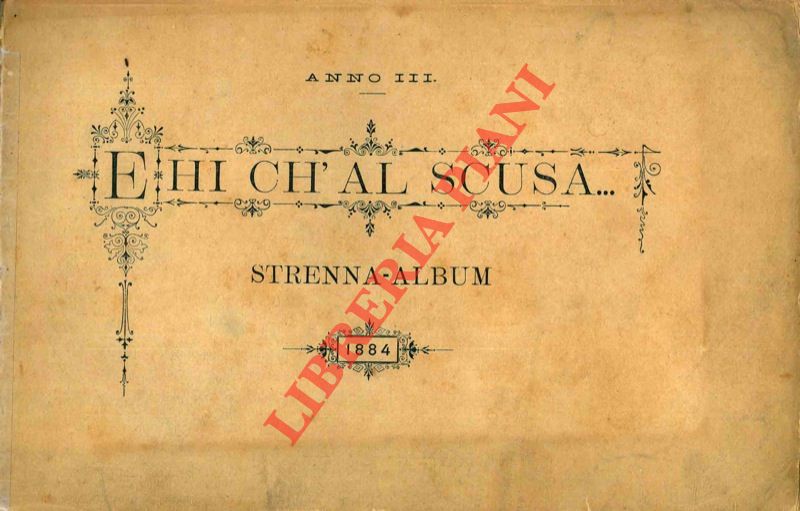 ANNO III.
EHI CH' AL SCUSA...
STRENNA-ALBUM
1884
LIBRERIA PIANI